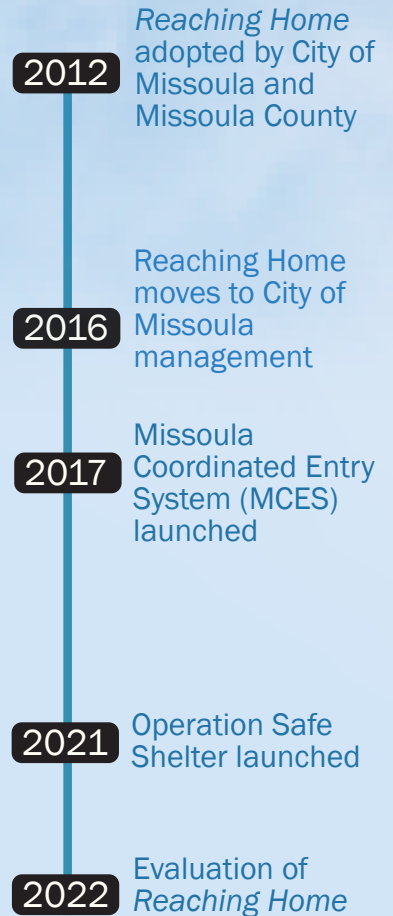 2012
Reaching Home
adopted by City of
Missoula and
Missoula County
2016
Reaching Home
moves to City of
Missoula
management
2017
Missoula
Coordinated Entry
System (MCES)
launched
2021
Operation Safe
Shelter launched
2022
Evaluation of
Reaching Home